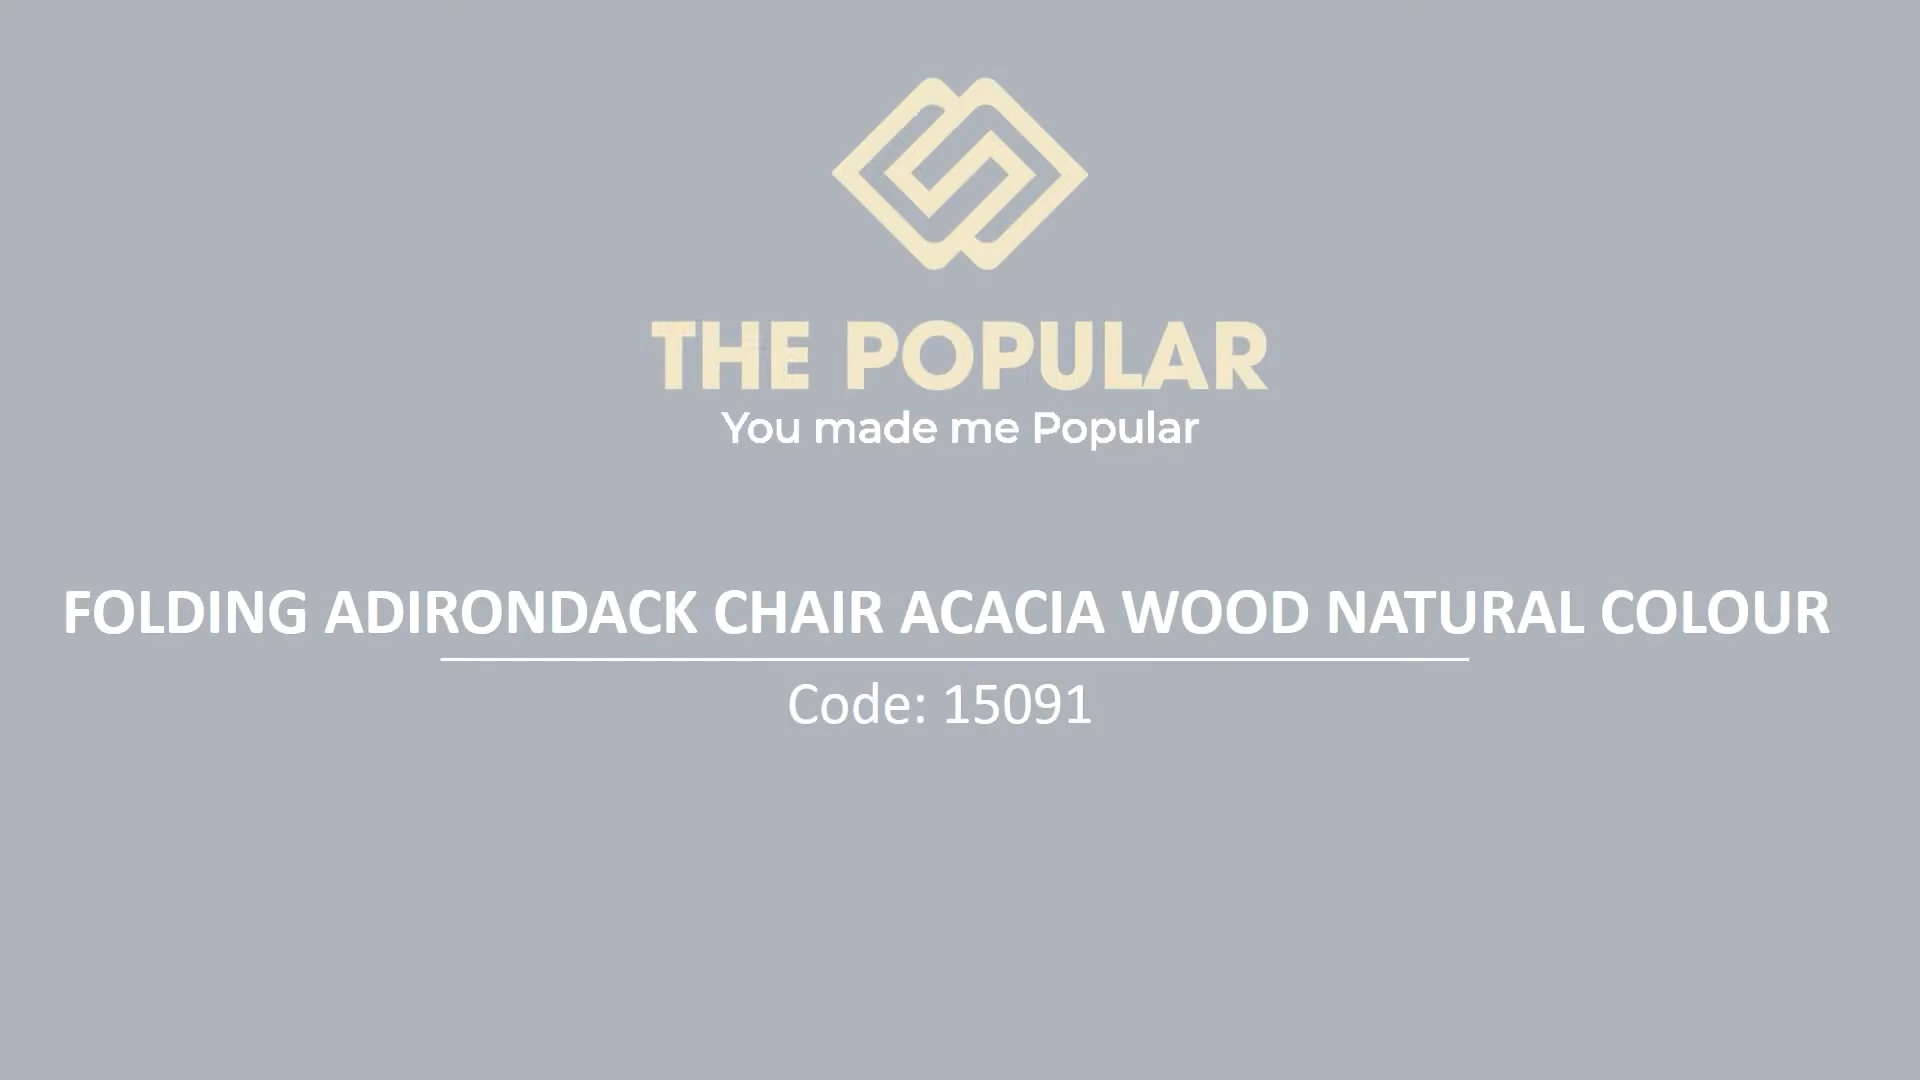 THE POPULAR
You made me Popular
FOLDING ADIRONDACK CHAIR ACACIA WOOD NATURAL COLOUR
Code: 15091